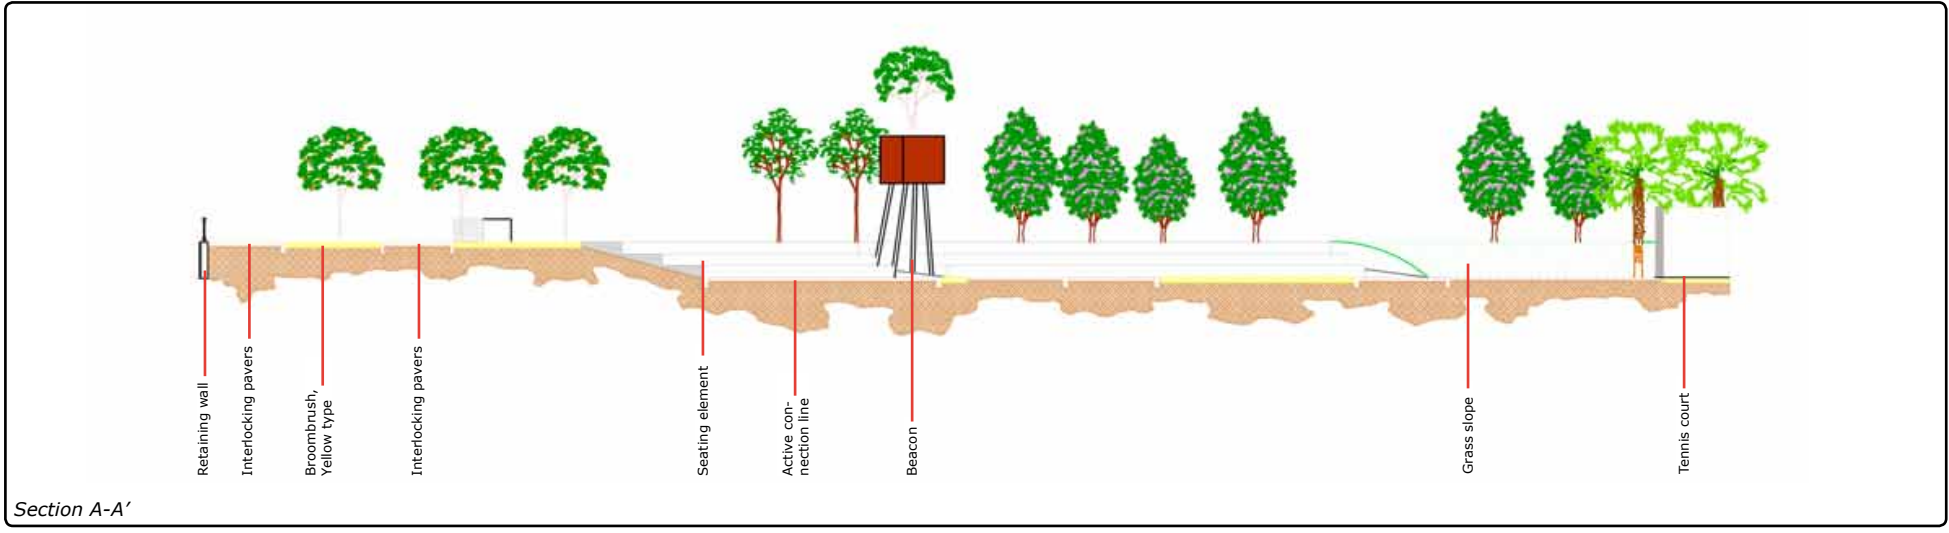 Retaining wall
Interlocking pavers
Broombrush,
Yellow type
Interlocking pavers
Seating element
Active con-
nection line
Beacon
Grass slope
Tennis court
Section A-A’